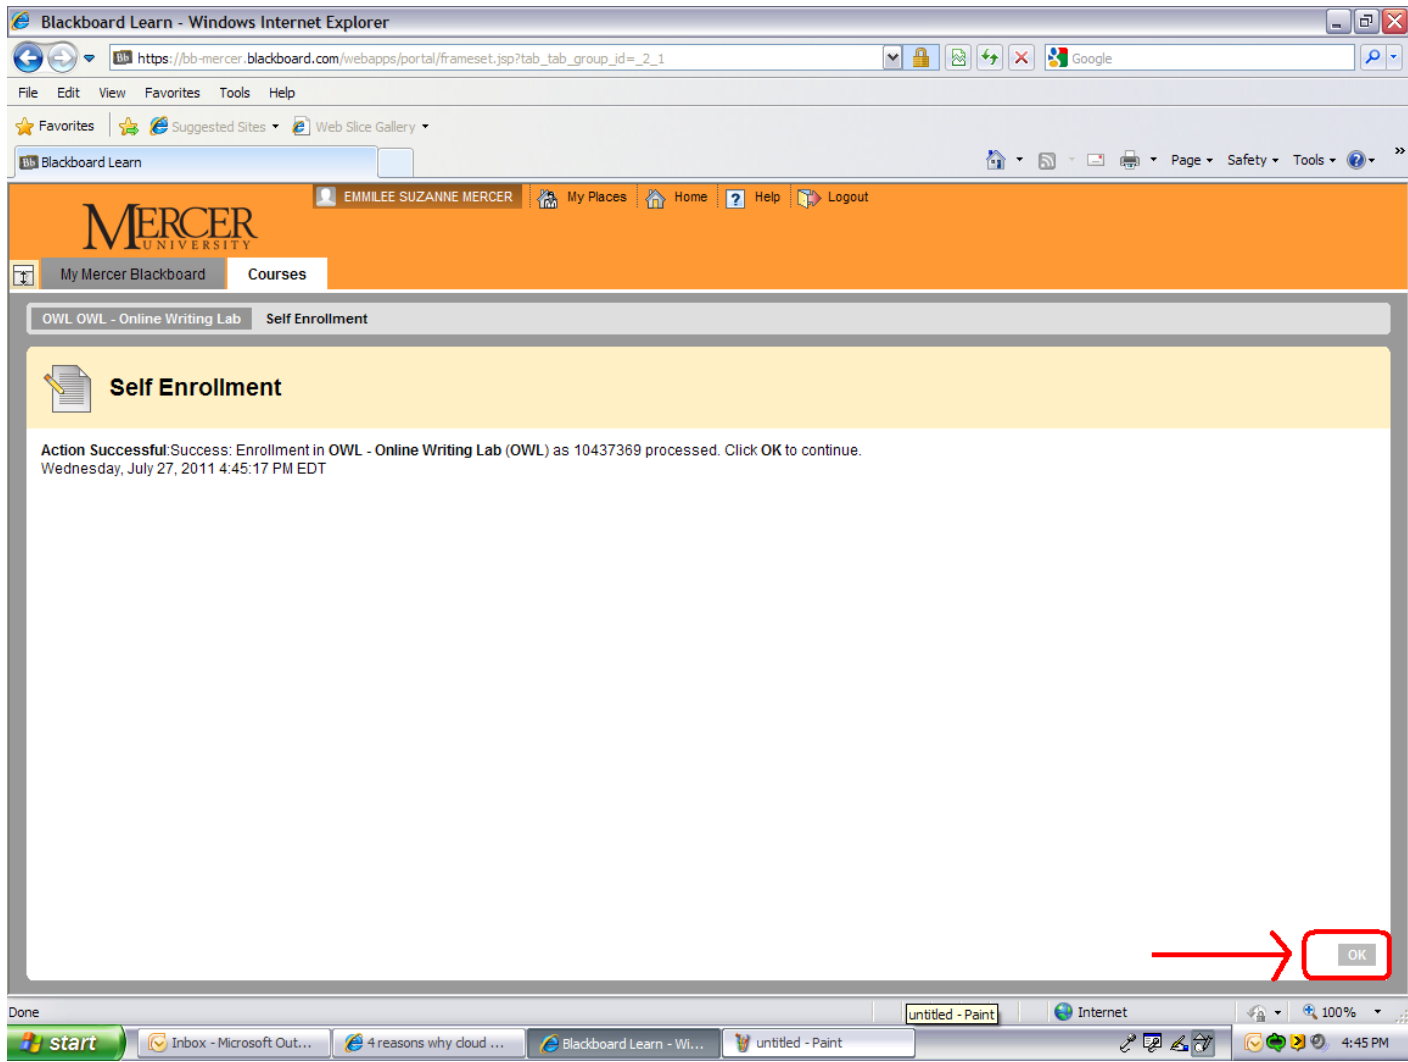 Blackboard Learn - Windows Internet Explorer
https://bb-mercer.blackboard.com/webapps/portal/frameset.jsp?tab_tab_group_id=_2_1
Google
File Edit View Favorites Tools Help
Favorites Suggested Sites Web Slice Gallery
Blackboard Learn
Page Safety Tools
EMMILEE SUZANNE MERCER My Places Home Help Logout
MERCER
UNIVERSITY
My Mercer Blackboard Courses
OWL OWL - Online Writing Lab Self Enrollment
Self Enrollment
Action Successful:Success: Enrollment in OWL - Online Writing Lab (OWL) as 10437369 processed. Click OK to continue.
Wednesday, July 27, 2011 4:45:17 PM EDT
OK
Done untitled - Paint Internet 100%
start Inbox - Microsoft Out... 4 reasons why cloud ... Blackboard Learn - Wi... untitled - Paint 4:45 PM